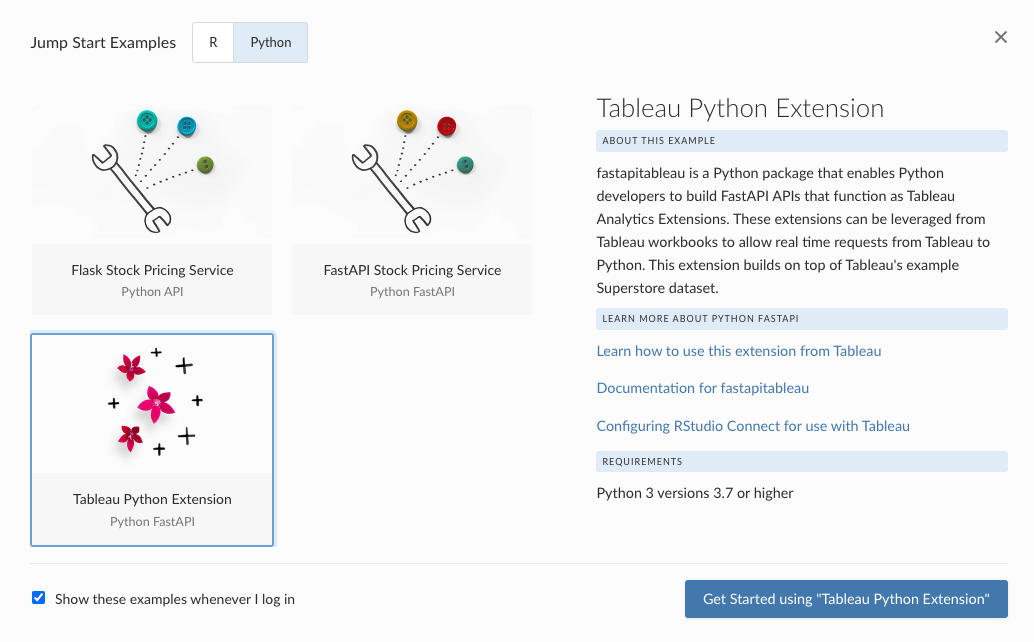 Jump Start Examples
R
Python
Flask Stock Pricing Service
Python API
FastAPI Stock Pricing Service
Python FastAPI
Tableau Python Extension
Python FastAPI
Tableau Python Extension
ABOUT THIS EXAMPLE
fastapitableau is a Python package that enables Python
developers to build FastAPI APIs that function as Tableau
Analytics Extensions. These extensions can be leveraged from
Tableau workbooks to allow real time requests from Tableau to
Python. This extension builds on top of Tableau's example
Superstore dataset.
LEARN MORE ABOUT PYTHON FASTAPI
Learn how to use this extension from Tableau
Documentation for fastapitableau
Configuring RStudio Connect for use with Tableau
REQUIREMENTS
Python 3 versions 3.7 or higher
Show these examples whenever I log in
Get Started using "Tableau Python Extension"